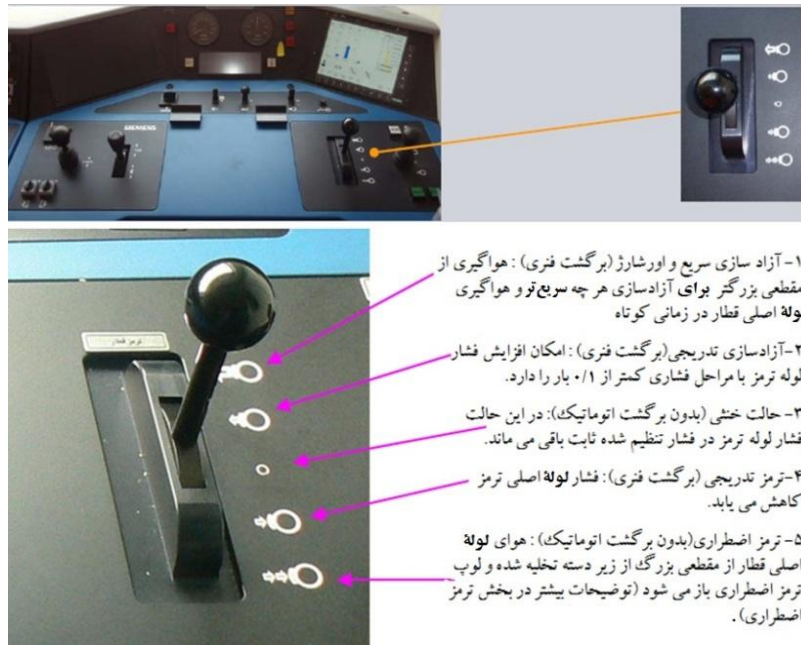 SIEMENS
ترمز قطار
۱- آزاد سازی سریع و اورشارژ (برگشت فنری) : هواگیری از
مقطعی بزرگتر برای آزادسازی هر چه سریع‌تر و هواگیری
لولۀ اصلی قطار در زمانی کوتاه
۲-آزادسازی تدریجی(برگشت فنری) : امکان افزایش فشار
لوله ترمز با مراحل فشاری کمتر از ۰/۱ بار را دارد.
۳- حالت خنثی (بدون برگشت اتوماتیک): در این حالت
فشار لوله ترمز در فشار تنظیم شده ثابت باقی می ماند.
۴-ترمز تدریجی (برگشت فنری) : فشار لولۀ اصلی ترمز
کاهش می یابد.
۵- ترمز اضطراری(بدون برگشت اتوماتیک) : هوای لولۀ
اصلی قطار از مقطعی بزرگ از زیر دسته تخلیه شده و لوپ
ترمز اضطراری باز می شود (توضیحات بیشتر در بخش ترمز
اضطراری) .